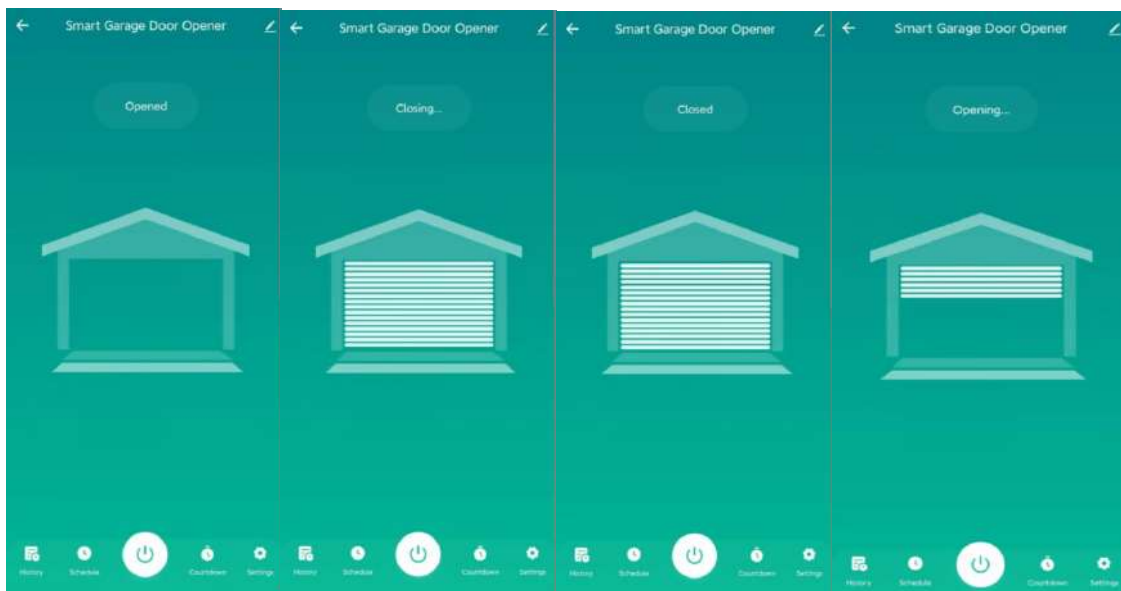 Smart Garage Door Opener
Opened
History Schedule Countdown Settings
Smart Garage Door Opener
Closing...
History Schedule Countdown Settings
Smart Garage Door Opener
Closed
History Schedule Countdown Settings
Smart Garage Door Opener
Opening...
History Schedule Countdown Settings